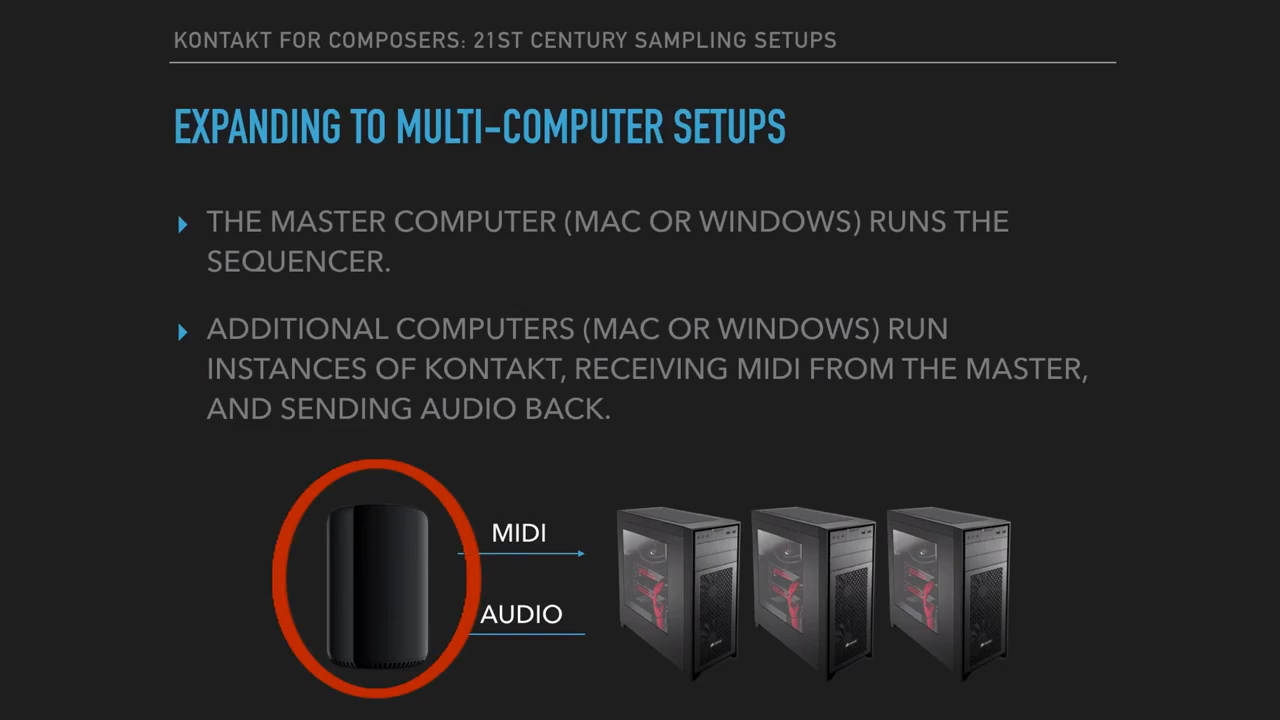 KONTAKT FOR COMPOSERS: 21ST CENTURY SAMPLING SETUPS
EXPANDING TO MULTI-COMPUTER SETUPS
THE MASTER COMPUTER (MAC OR WINDOWS) RUNS THE
SEQUENCER.
ADDITIONAL COMPUTERS (MAC OR WINDOWS) RUN
INSTANCES OF KONTAKT, RECEIVING MIDI FROM THE MASTER,
AND SENDING AUDIO BACK.
MIDI
AUDIO